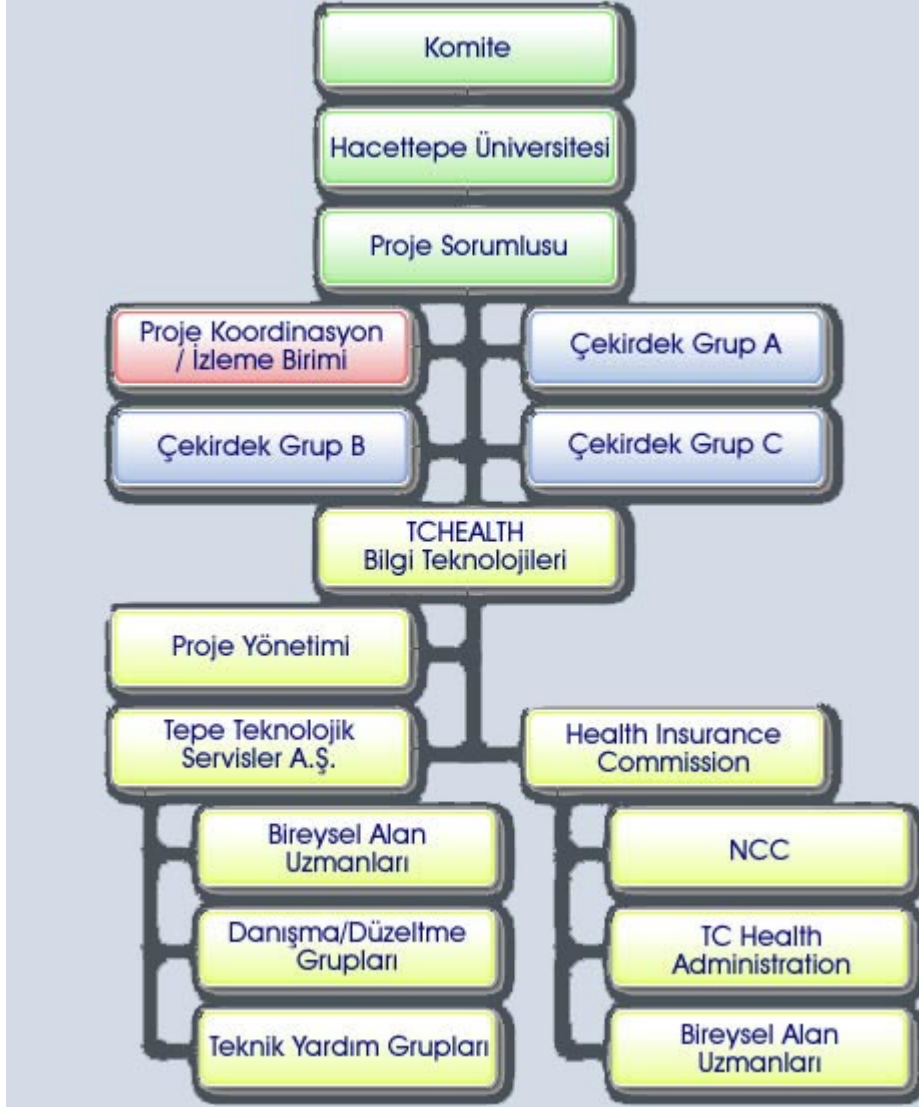 Komite
Hacettepe Üniversitesi
Proje Sorumlusu
Proje Koordinasyon
/ İzleme Birimi
Çekirdek Grup A
Çekirdek Grup B
Çekirdek Grup C
TCHEALTH
Bilgi Teknolojileri
Proje Yönetimi
Tepe Teknolojik
Servisler A.Ş.
Health Insurance
Commission
Bireysel Alan
Uzmanları
NCC
Danışma/Düzeltme
Grupları
TC Health
Administration
Teknik Yardım Grupları
Bireysel Alan
Uzmanları